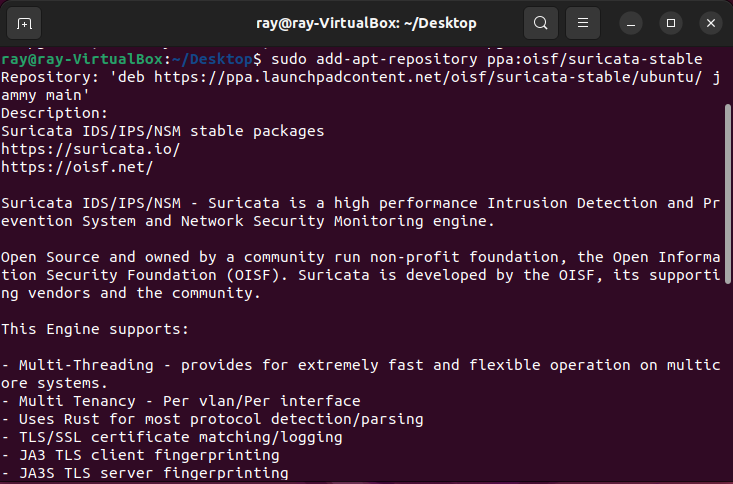 ray@ray-VirtualBox: ~/Desktop
ray@ray-VirtualBox:~/Desktop$ sudo add-apt-repository ppa:oisf/suricata-stable
Repository: 'deb https://ppa.launchpadcontent.net/oisf/suricata-stable/ubuntu/ j
ammy main'
Description:
Suricata IDS/IPS/NSM stable packages
https://suricata.io/
https://oisf.net/
Suricata IDS/IPS/NSM - Suricata is a high performance Intrusion Detection and Pr
evention System and Network Security Monitoring engine.
Open Source and owned by a community run non-profit foundation, the Open Informa
tion Security Foundation (OISF). Suricata is developed by the OISF, its supporti
ng vendors and the community.
This Engine supports:
- Multi-Threading - provides for extremely fast and flexible operation on multic
ore systems.
- Multi Tenancy - Per vlan/Per interface
- Uses Rust for most protocol detection/parsing
- TLS/SSL certificate matching/logging
- JA3 TLS client fingerprinting
- JA3S TLS server fingerprinting